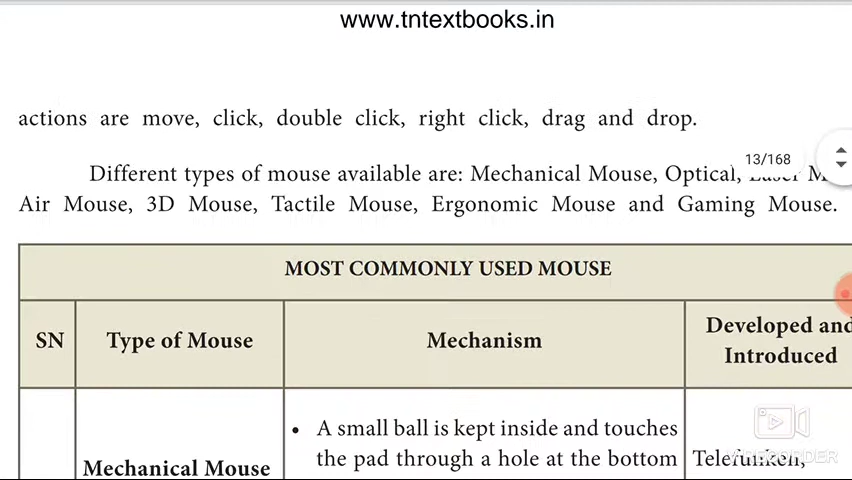 www.tntextbooks.in
actions are move, click, double click, right click, drag and drop.
13/168
Different types of mouse available are: Mechanical Mouse, Optical, Laser
Air Mouse, 3D Mouse, Tactile Mouse, Ergonomic Mouse and Gaming Mouse.
MOST COMMONLY USED MOUSE
SN Type of Mouse Mechanism Developed and Introduced
• A small ball is kept inside and touches
Mechanical Mouse the pad through a hole at the bottom Telefunken,
RECORDER